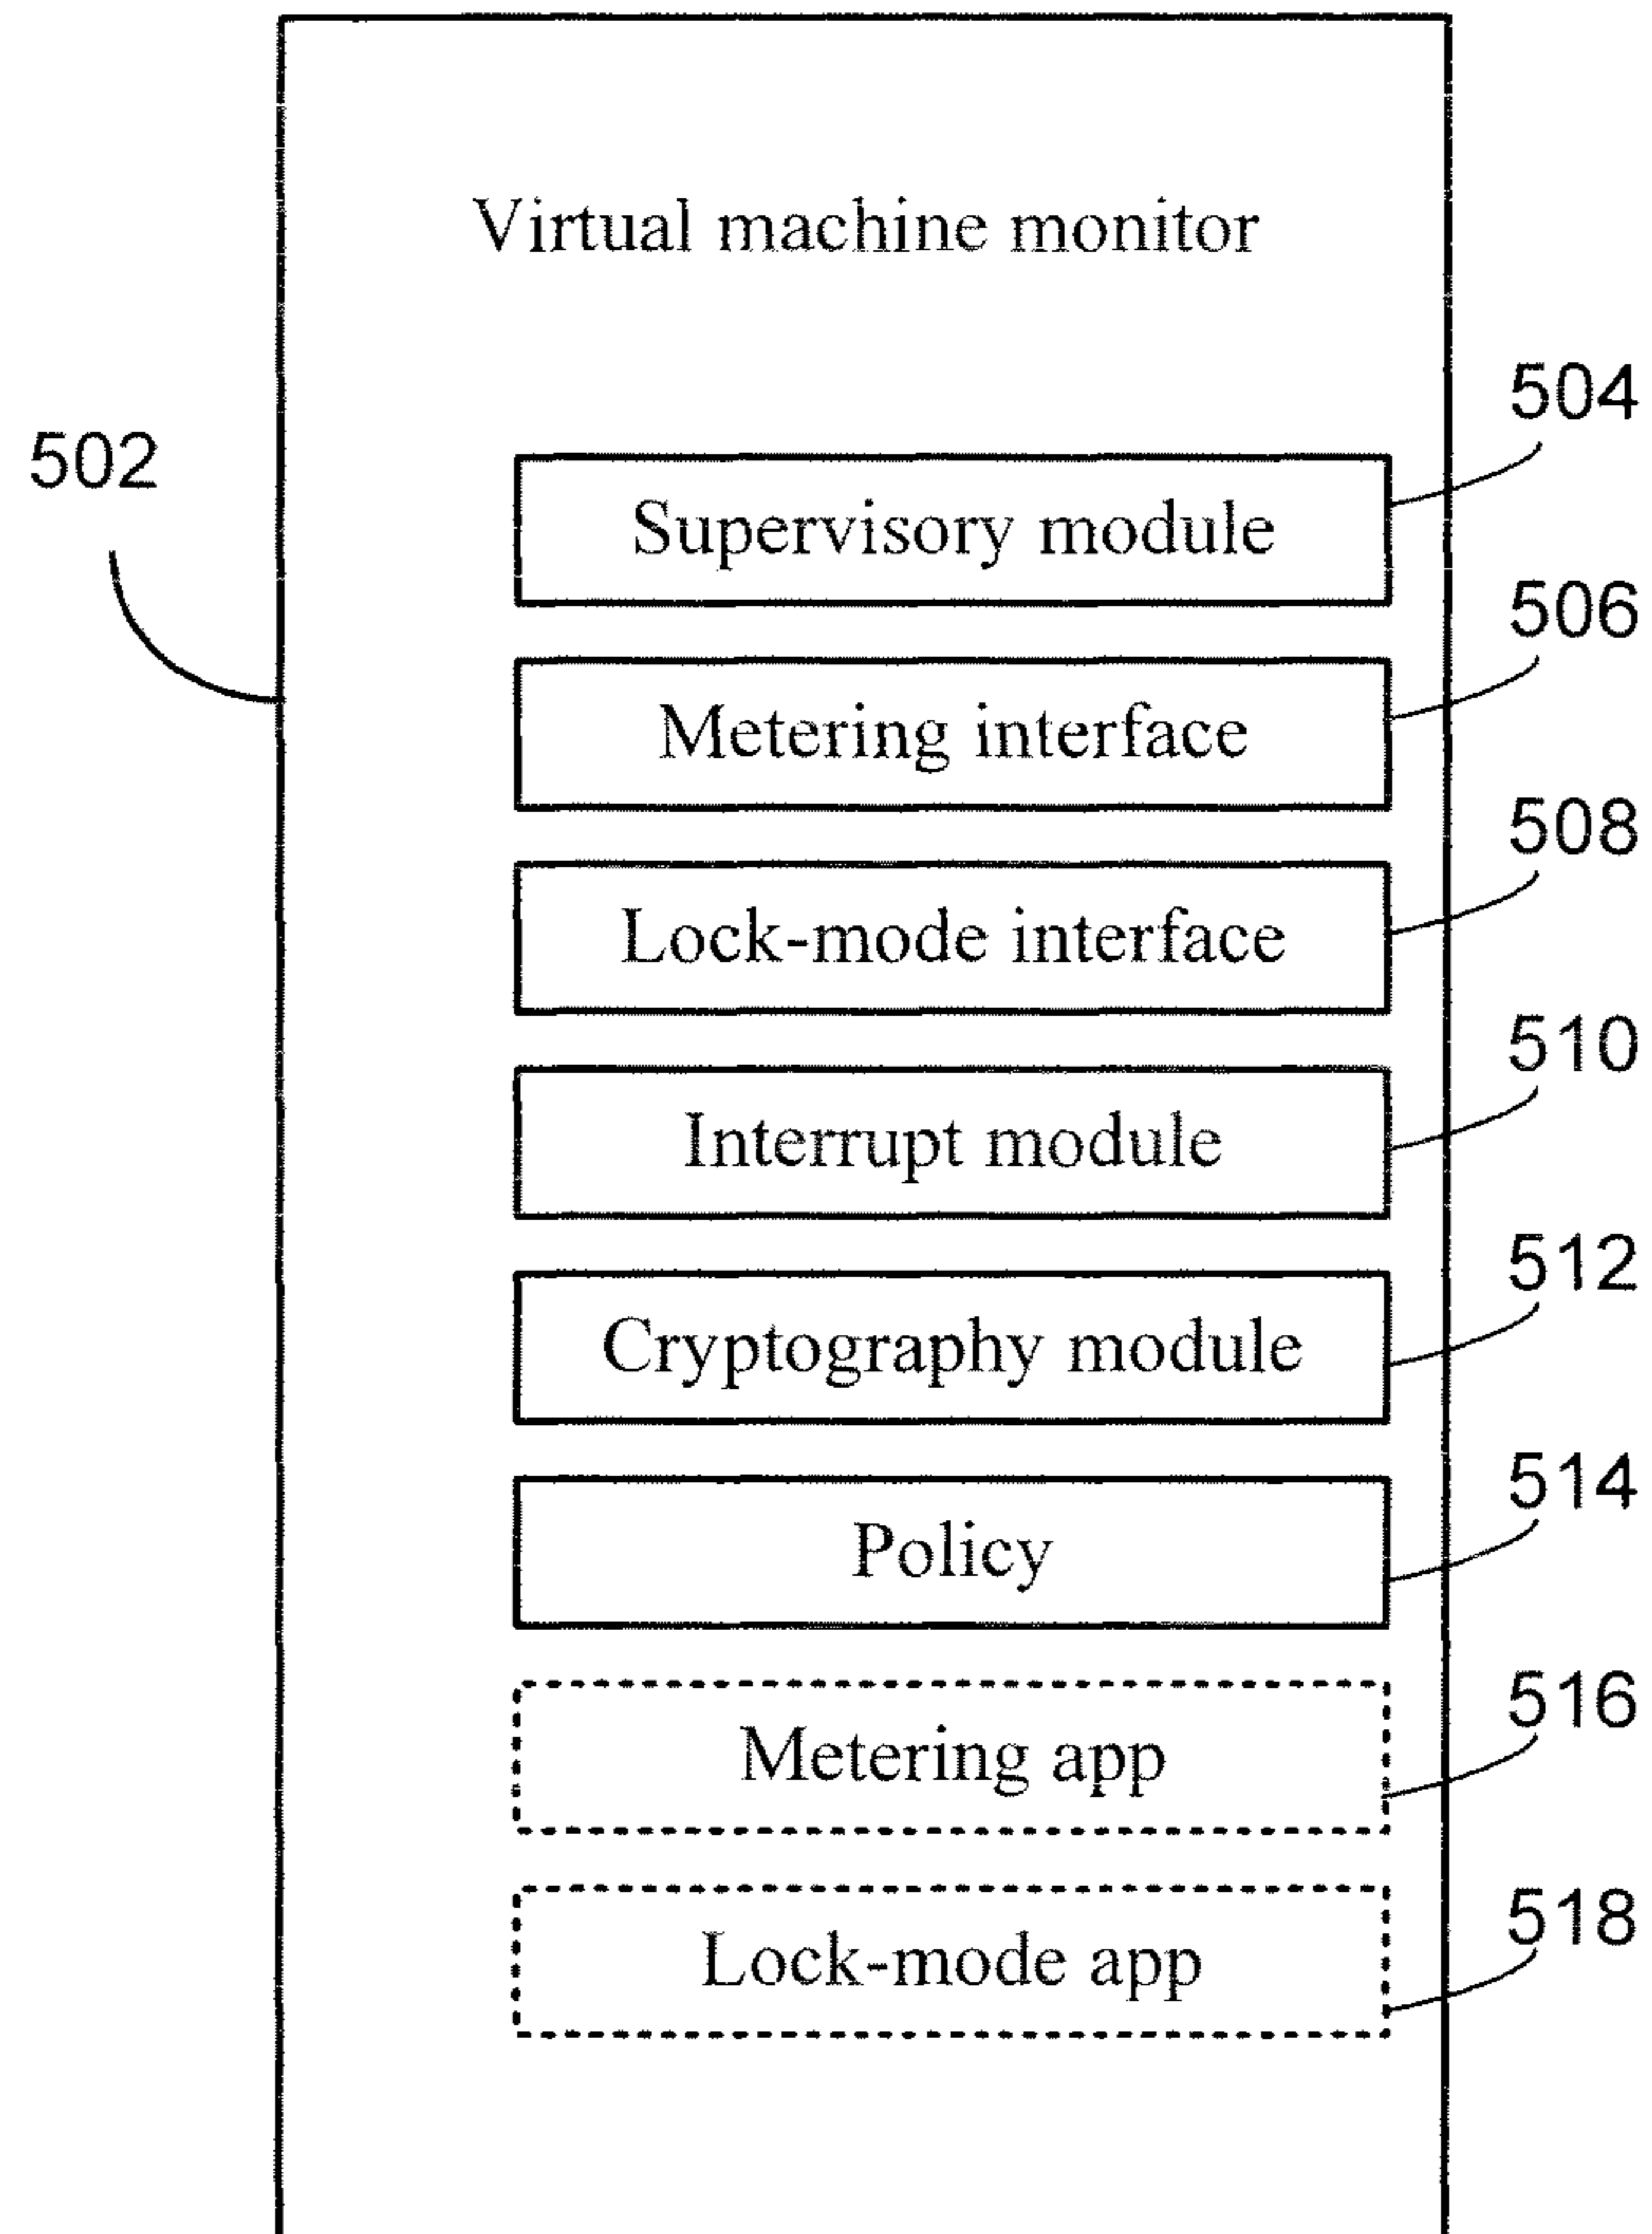 Virtual machine monitor
504
502
Supervisory module
506
Metering interface
508
Lock-mode interface
510
Interrupt module
512
Cryptography module
514
Policy
516
Metering app
518
Lock-mode app